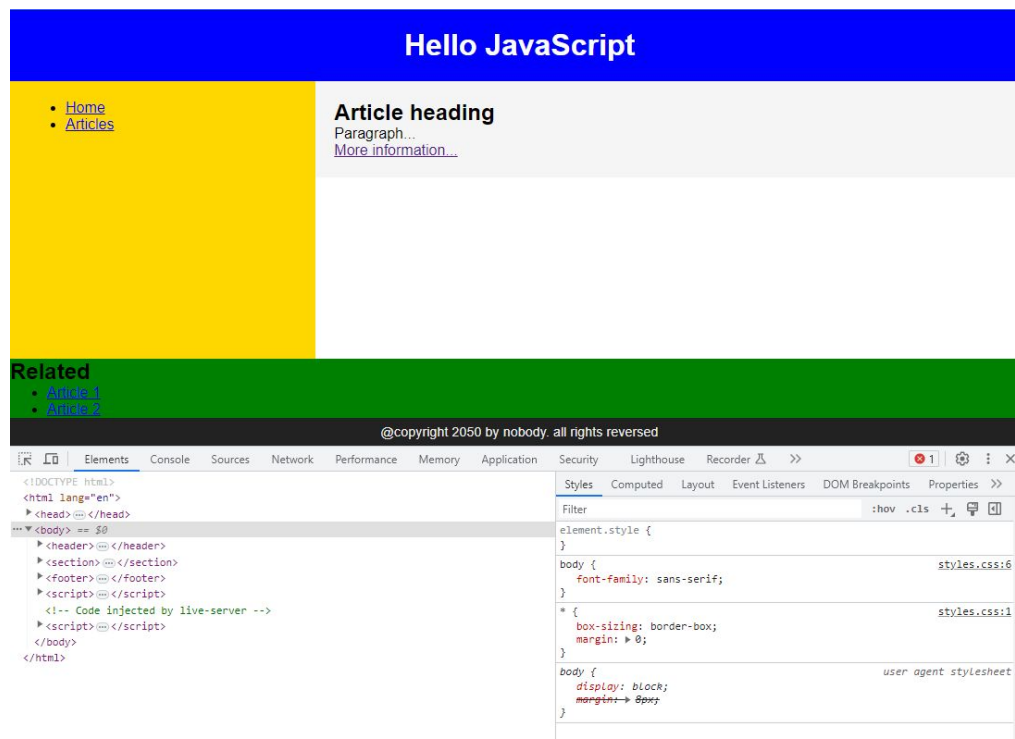 Hello JavaScript
Home
Articles
Article heading
Paragraph...
More information...
Related
Article 1
Article 2
@copyright 2050 by nobody. all rights reversed
Elements Console Sources Network Performance Memory Application Security Lighthouse Recorder >> 1
<!DOCTYPE html>
<html lang="en">
<head>…</head>
<body> == $0
<header>…</header>
<section>…</section>
<footer>…</footer>
<script>…</script>
<!-- Code injected by live-server -->
<script>…</script>
</body>
</html>
Styles Computed Layout Event Listeners DOM Breakpoints Properties >>
Filter :hov .cls
element.style {
}
body { styles.css:6
font-family: sans-serif;
}
* { styles.css:1
box-sizing: border-box;
margin: 0;
}
body { user agent stylesheet
display: block;
margin: 8px;
}